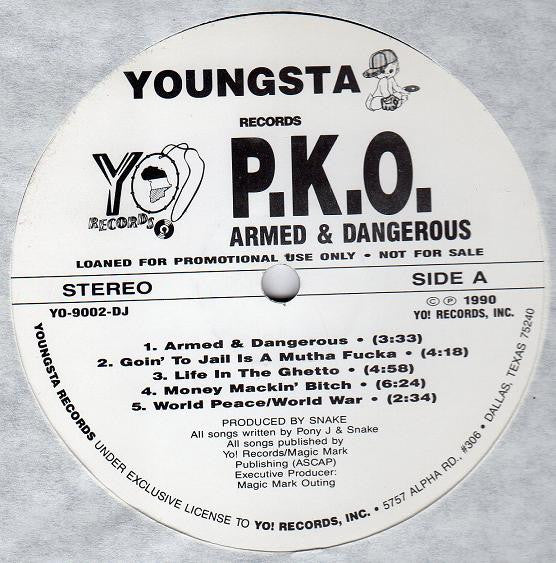 YOUNGSTA
RECORDS
YO!
RECORDS
P.K.O.
ARMED & DANGEROUS
LOANED FOR PROMOTIONAL USE ONLY • NOT FOR SALE
STEREO
SIDE A
YO-9002-DJ
© ℗ 1990
YO! RECORDS, INC.
1. Armed & Dangerous • (3:33)
2. Goin' To Jail Is A Mutha Fucka • (4:18)
3. Life In The Ghetto • (4:58)
4. Money Mackin' Bitch • (6:24)
5. World Peace/World War • (2:34)
PRODUCED BY SNAKE
All songs written by Pony J & Snake
All songs published by
Yo! Records/Magic Mark
Publishing (ASCAP)
Executive Producer:
Magic Mark Outing
YOUNGSTA RECORDS UNDER EXCLUSIVE LICENSE TO YO! RECORDS, INC. • 5757 ALPHA RD., #306 • DALLAS, TEXAS 75240